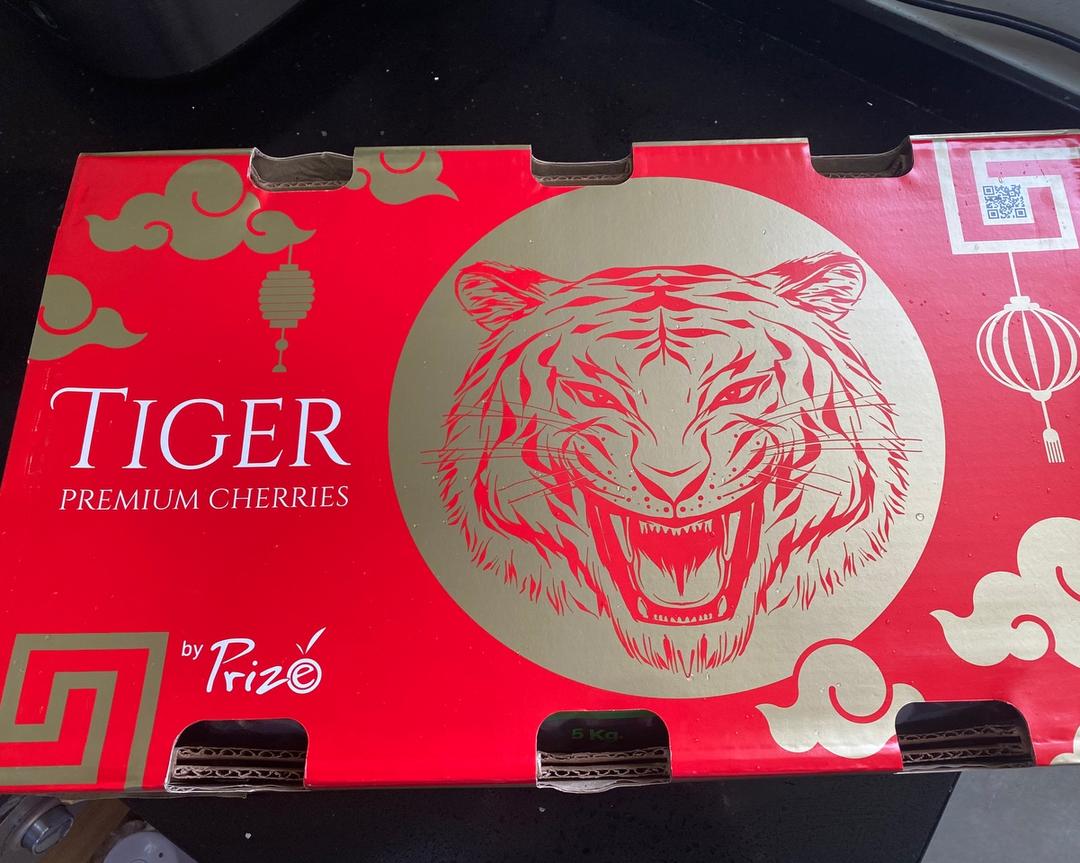 TIGER
PREMIUM CHERRIES
by Prize
5 Kg.